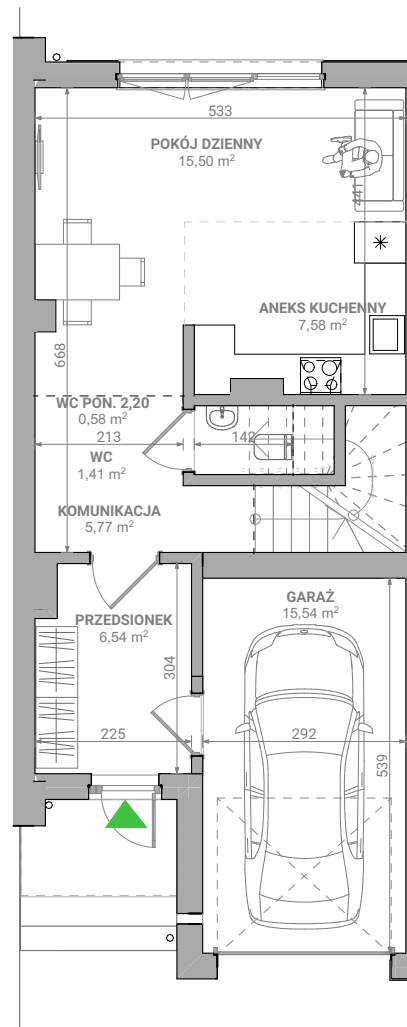 533
POKÓJ DZIENNY
15,50 m²
441
ANEKS KUCHENNY
7,58 m²
668
WC PON. 2,20
0,58 m²
213
142
WC
1,41 m²
KOMUNIKACJA
5,77 m²
GARAŻ
15,54 m²
PRZEDSIONEK
6,54 m²
304
225
292
539